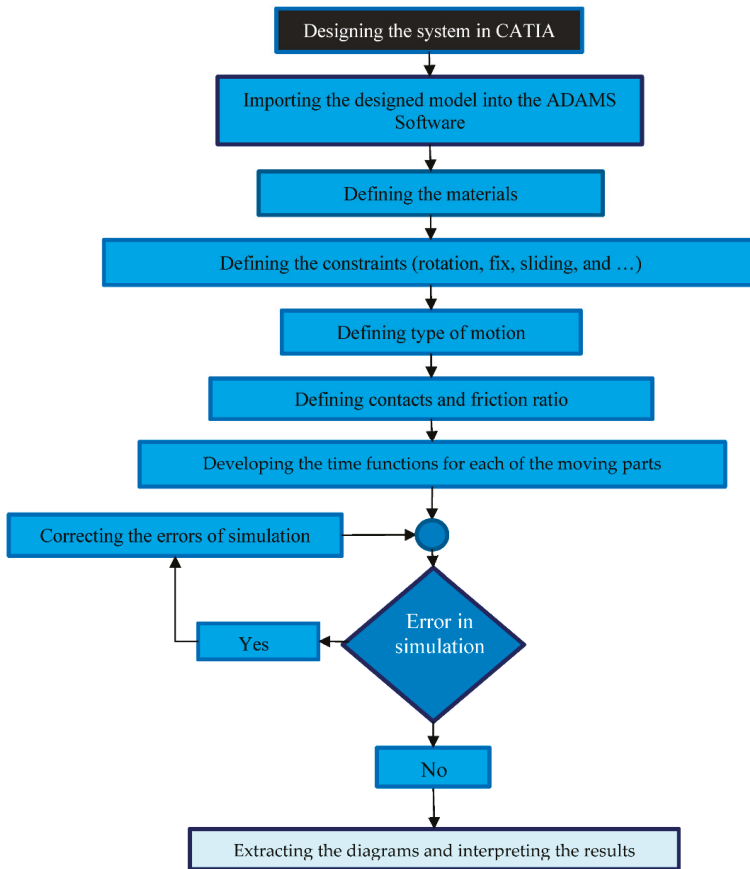 Designing the system in CATIA
Importing the designed model into the ADAMS
Software
Defining the materials
Defining the constraints (rotation, fix, sliding, and …)
Defining type of motion
Defining contacts and friction ratio
Developing the time functions for each of the moving parts
Correcting the errors of simulation
Error in
simulation
Yes
No
Extracting the diagrams and interpreting the results